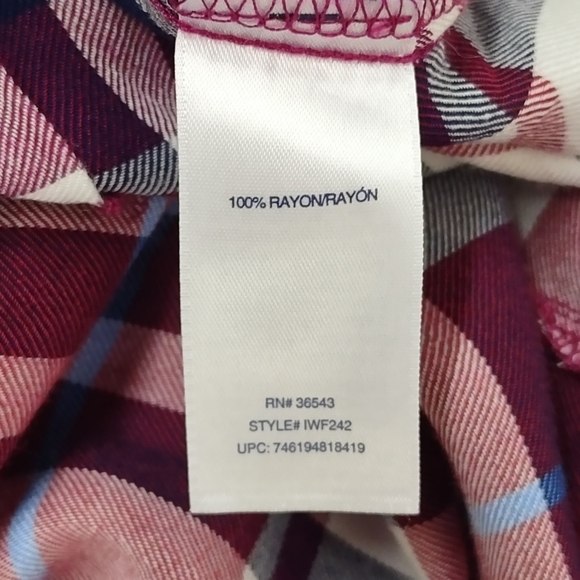 100% RAYON/RAYÓN
RN# 36543
STYLE# IWF242
UPC: 746194818419